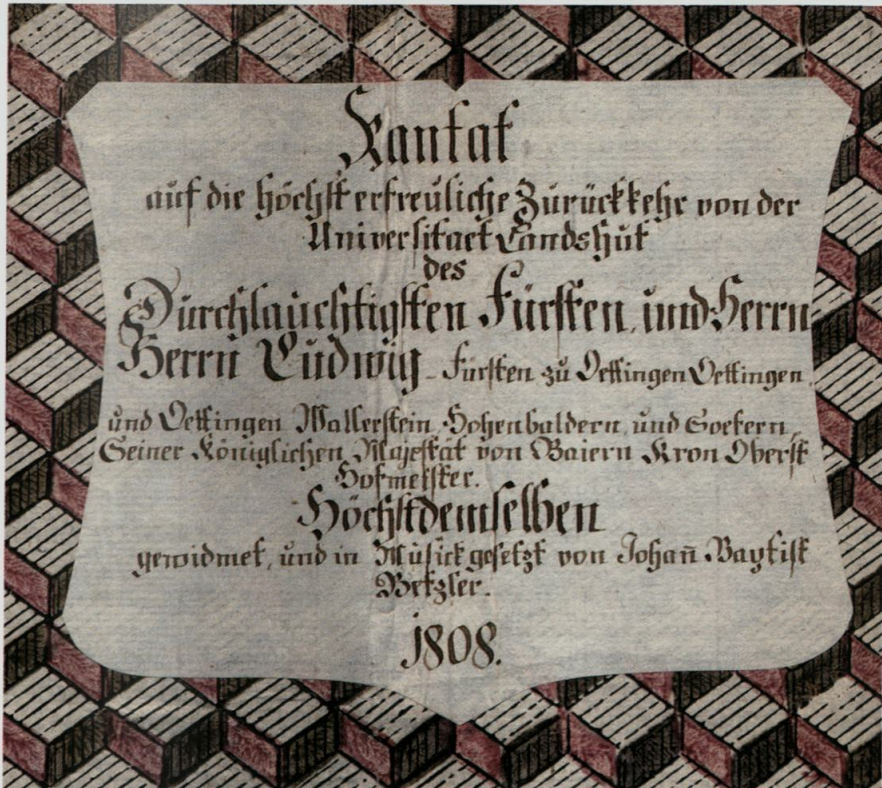 Kantat
auf die höchst erfreuliche Zurückkehr von der
Universitaet Landshut
des
Durchlauchtigsten Fürsten, und Herrn
Herrn Ludwig Fürsten zu Oettingen Oettingen,
und Oettingen Wallerstein, Hohenbaldern, und Soetern,
Seiner Königlichen Majestät von Baiern Kron Oberst
Hofmeister.
Höchstdemselben
gewidmet, und in Musick gesetzt von Johañ Baptist
Betzler.
1808.